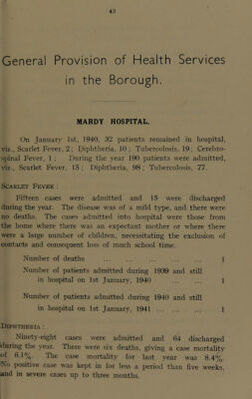 43
General Provision of Health Services
in the Borough.
MARDY HOSPITAL.
On January 1st, 1940, 32 patients remained in hospital,
viz., Scarlet Fever, 2; Diphtheria, 10; Tuberculosis, 19; Cerebro-
spinal Fever, 1; During the year 190 patients were admitted,
viz., Scarlet Fever, 15; Diphtheria, 98; Tuberculosis, 77.
SCARLET FEVER:
Fifteen cases were admitted and 15 were discharged
during the year. The disease was of a mild type, and there were
no deaths. The cases admitted into hospital were those from
the home where there was an expectant mother or where there
were a large number of children, necessitating the exclusion of
contacts and consequent loss of much school time.
Number of deaths ... ... ... ... 1
Number of patients admitted during 1939 and still
in hospital on 1st January, 1940 ... ... 1
Number of patients admitted during 1940 and still
in hospital on 1st January, 1941 ... ... ... 1
DIPHTHERIA:
Ninety-eight cases were admitted and 64 discharged
during the year. There were six deaths, giving a case mortality
of 6.1%. The case mortality for last year was 8.4%.
No positive case was kept in for less a period than five weeks,
and in severe cases up to three months.